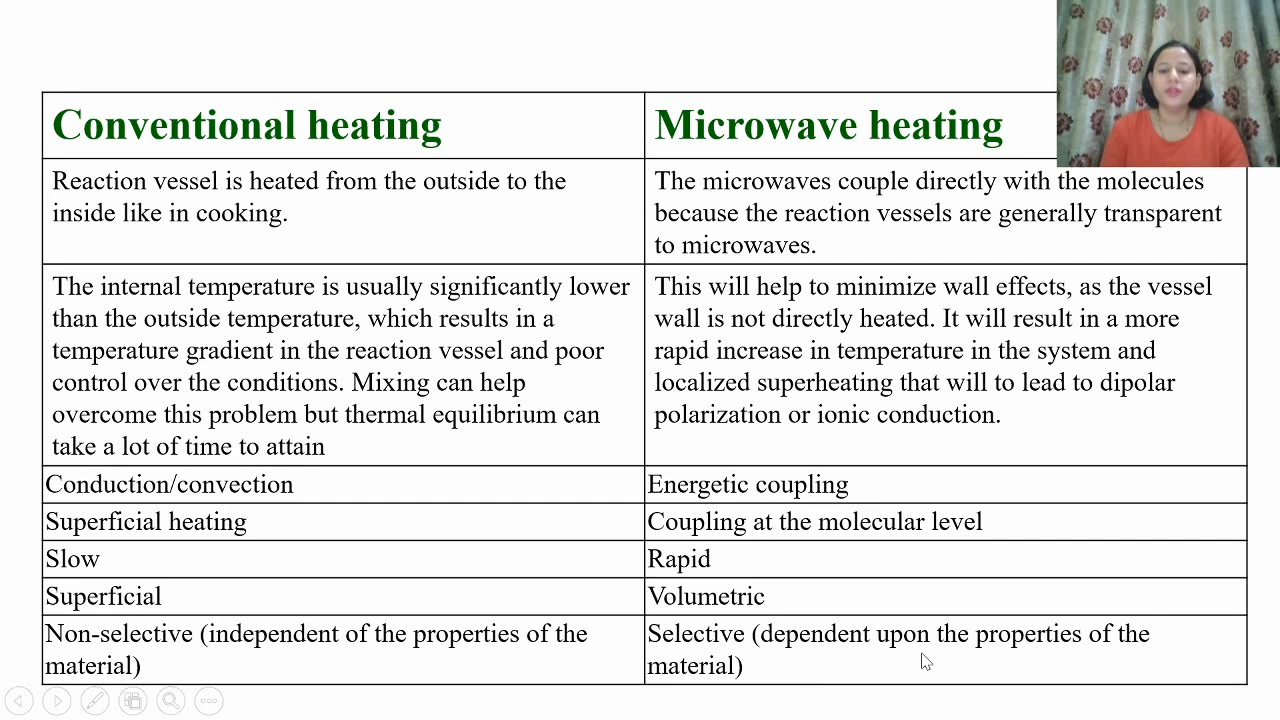 Conventional heating
Microwave heating
Reaction vessel is heated from the outside to the
inside like in cooking.
The microwaves couple directly with the molecules
because the reaction vessels are generally transparent
to microwaves.
The internal temperature is usually significantly lower
than the outside temperature, which results in a
temperature gradient in the reaction vessel and poor
control over the conditions. Mixing can help
overcome this problem but thermal equilibrium can
take a lot of time to attain
This will help to minimize wall effects, as the vessel
wall is not directly heated. It will result in a more
rapid increase in temperature in the system and
localized superheating that will to lead to dipolar
polarization or ionic conduction.
Conduction/convection
Energetic coupling
Superficial heating
Coupling at the molecular level
Slow
Rapid
Superficial
Volumetric
Non-selective (independent of the properties of the
material)
Selective (dependent upon the properties of the
material)